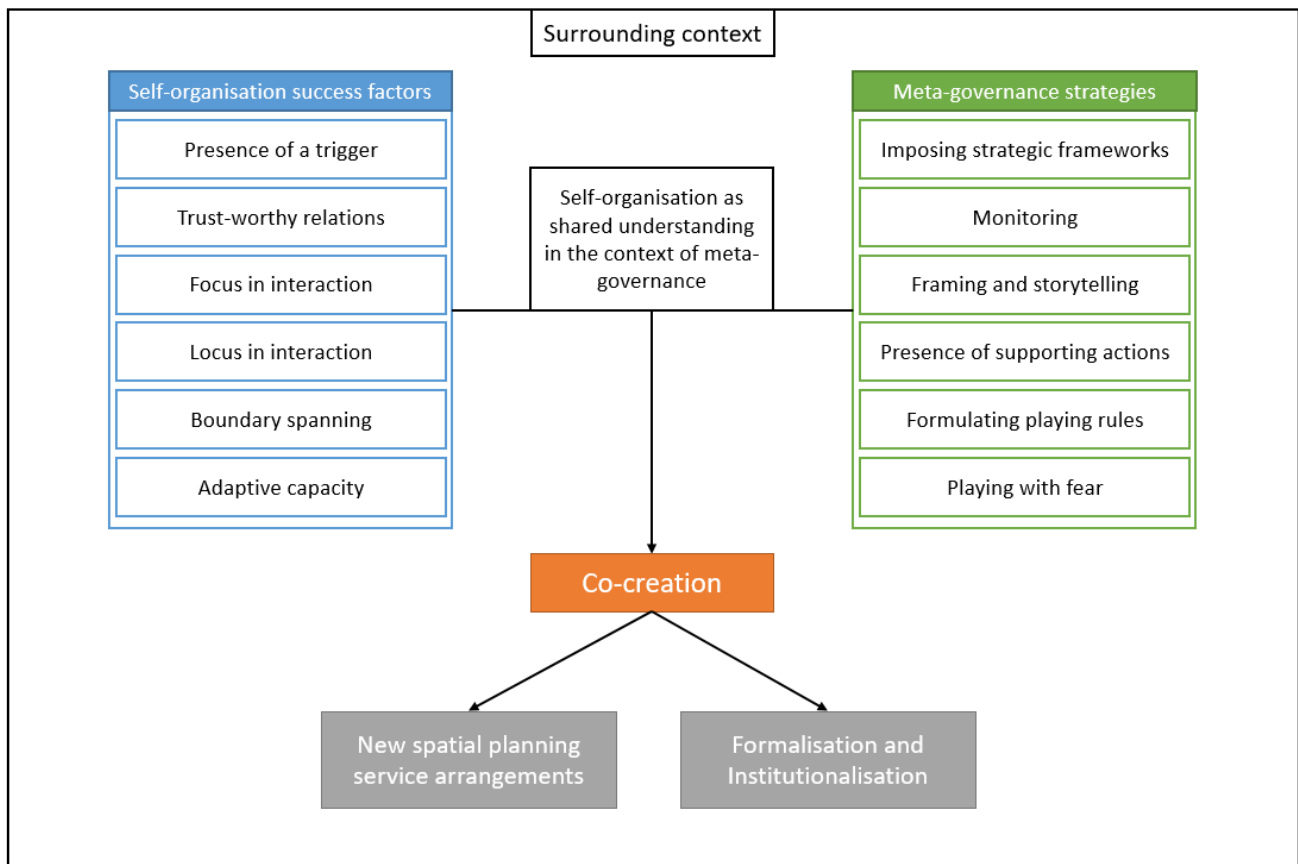 Surrounding context
Self-organisation success factors
Presence of a trigger
Trust-worthy relations
Focus in interaction
Locus in interaction
Boundary spanning
Adaptive capacity
Self-organisation as
shared understanding
in the context of meta-
governance
Meta-governance strategies
Imposing strategic frameworks
Monitoring
Framing and storytelling
Presence of supporting actions
Formulating playing rules
Playing with fear
Co-creation
New spatial planning
service arrangements
Formalisation and
Institutionalisation